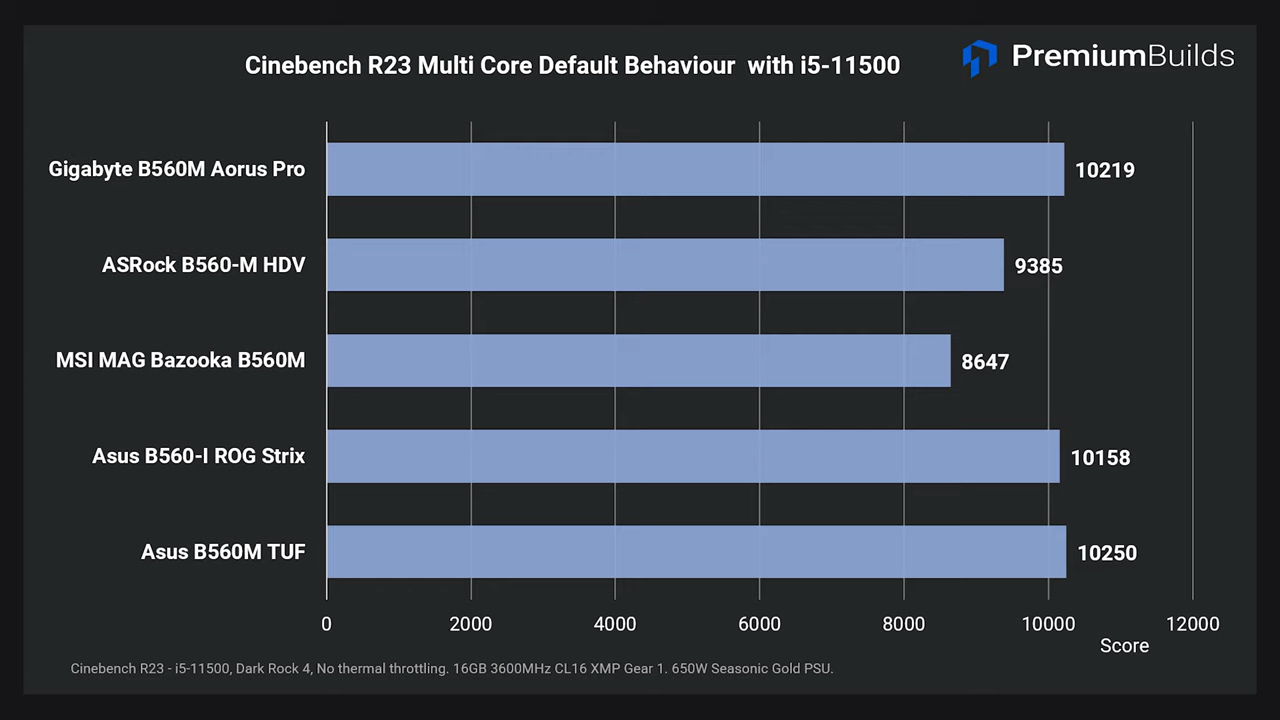 Cinebench R23 Multi Core Default Behaviour with i5-11500
PremiumBuilds
Gigabyte B560M Aorus Pro
10219
ASRock B560-M HDV
9385
MSI MAG Bazooka B560M
8647
Asus B560-I ROG Strix
10158
Asus B560M TUF
10250
0 2000 4000 6000 8000 10000 12000
Score
Cinebench R23 - i5-11500, Dark Rock 4, No thermal throttling. 16GB 3600MHz CL16 XMP Gear 1. 650W Seasonic Gold PSU.